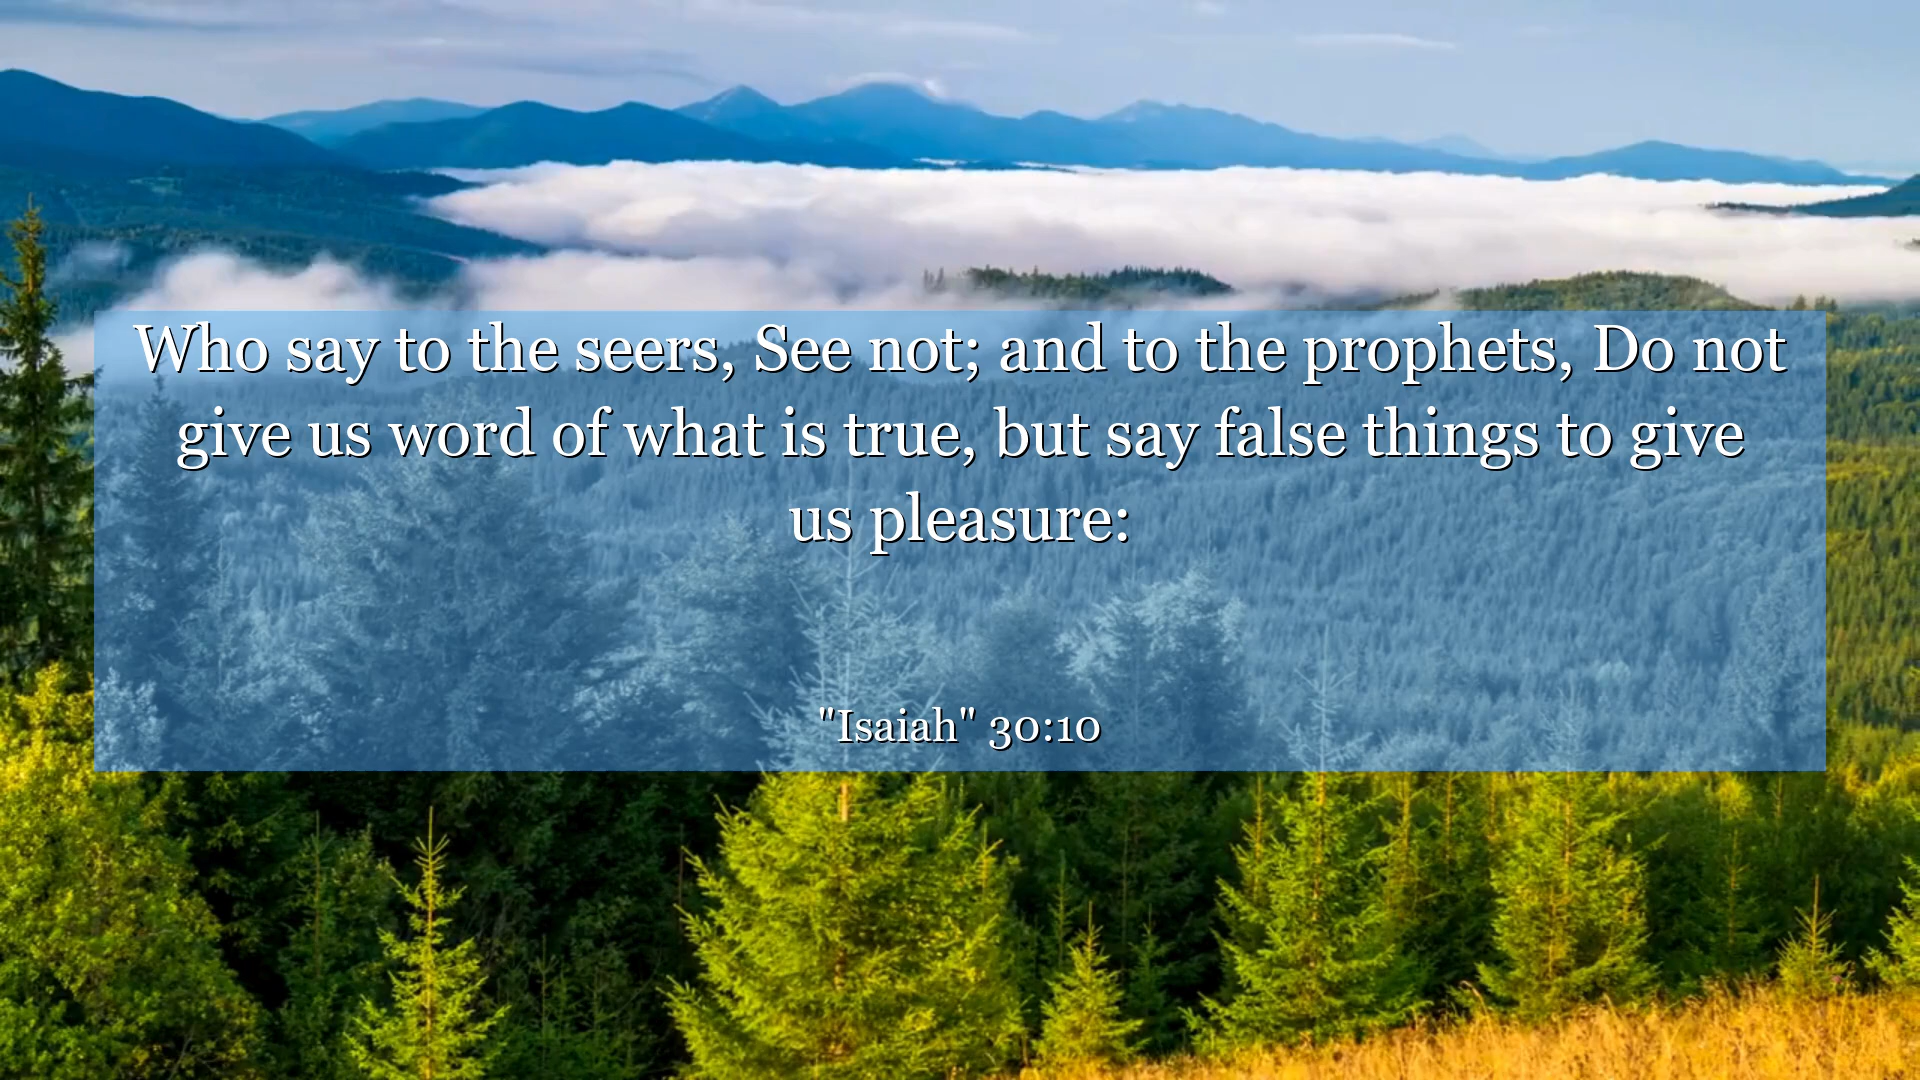 Who say to the seers, See not; and to the prophets, Do not
give us word of what is true, but say false things to give
us pleasure:
"Isaiah" 30:10